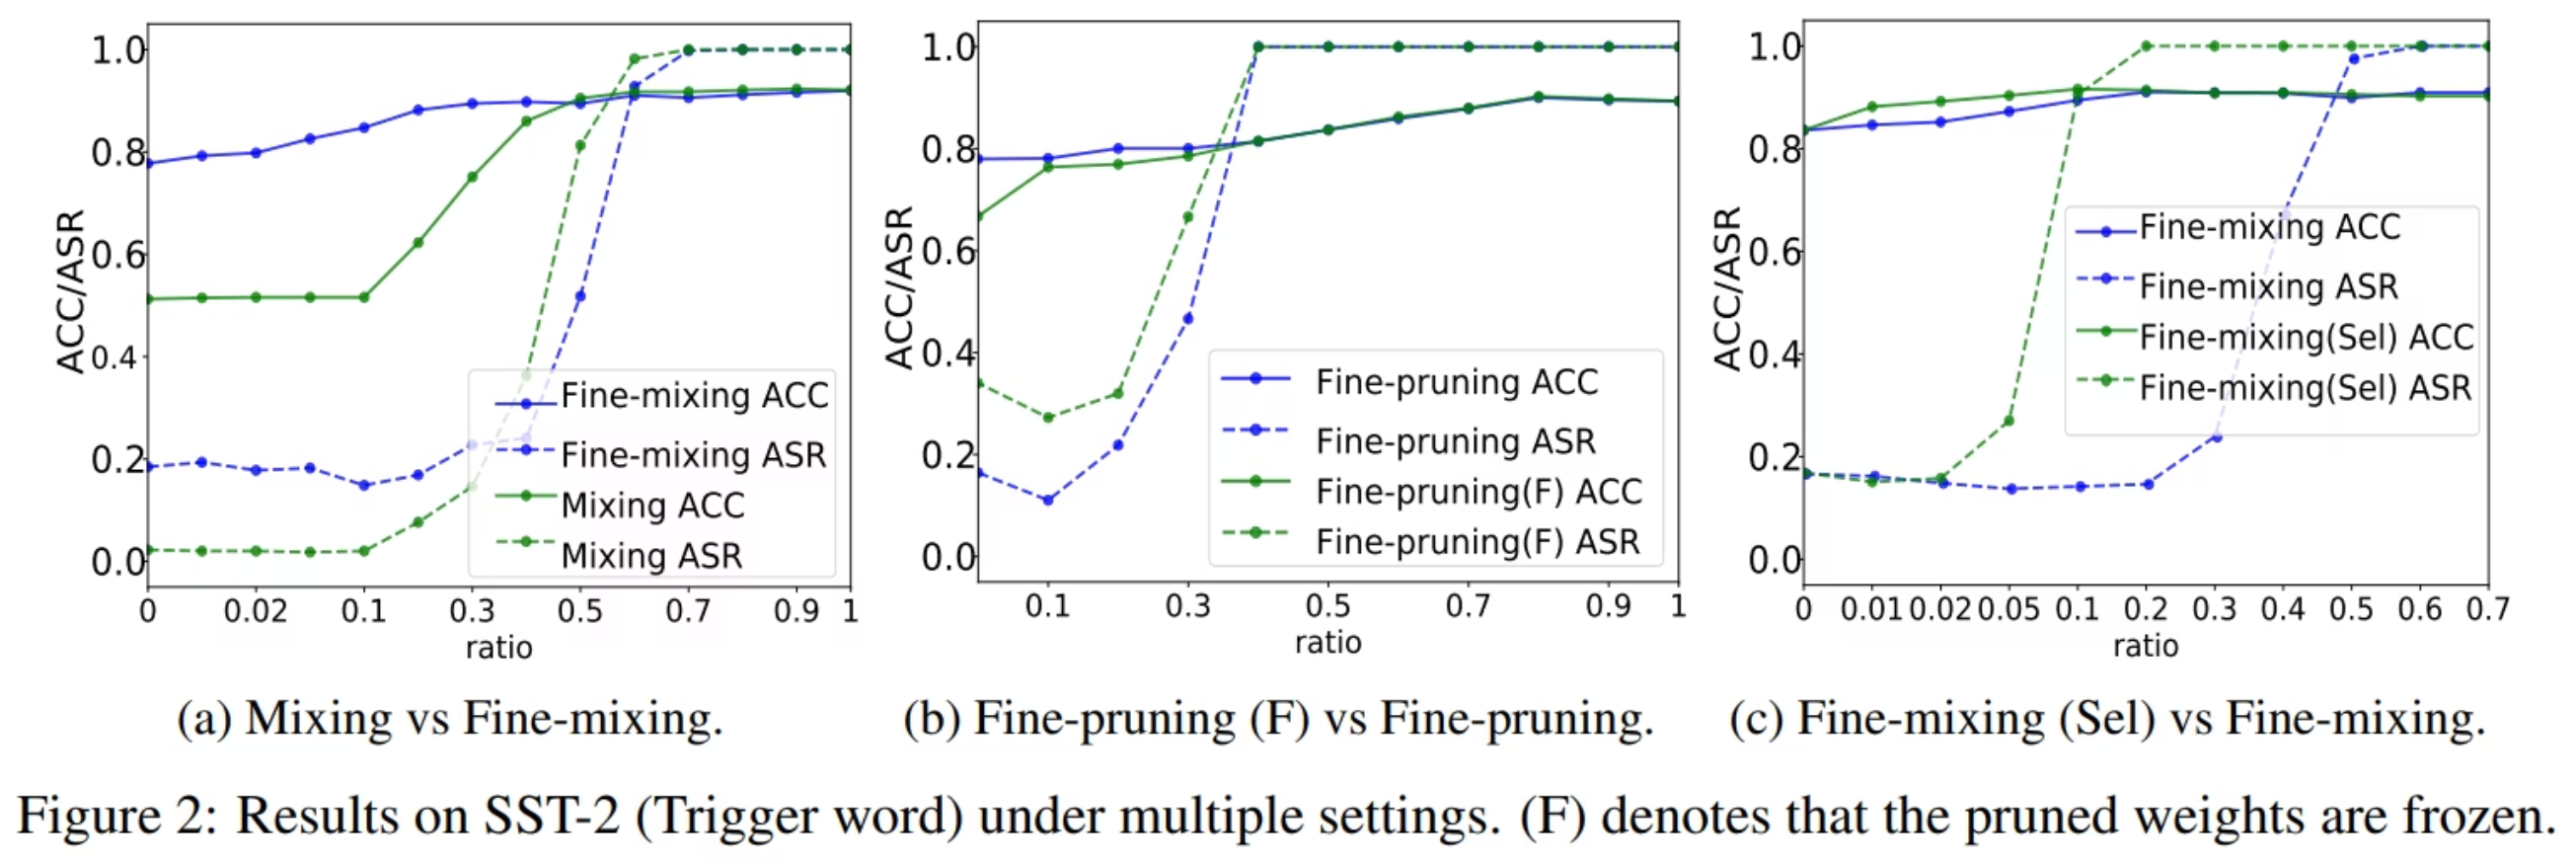 1.0
0.8
0.6
0.4
0.2
0.0
ACC/ASR
Fine-mixing ACC
Fine-mixing ASR
Mixing ACC
Mixing ASR
0 0.02 0.1 0.3 0.5 0.7 0.9 1
ratio
(a) Mixing vs Fine-mixing.
1.0
0.8
0.6
0.4
0.2
0.0
ACC/ASR
Fine-pruning ACC
Fine-pruning ASR
Fine-pruning(F) ACC
Fine-pruning(F) ASR
0.1 0.3 0.5 0.7 0.9 1
ratio
(b) Fine-pruning (F) vs Fine-pruning.
1.0
0.8
0.6
0.4
0.2
0.0
ACC/ASR
Fine-mixing ACC
Fine-mixing ASR
Fine-mixing(Sel) ACC
Fine-mixing(Sel) ASR
0 0.01 0.02 0.05 0.1 0.2 0.3 0.4 0.5 0.6 0.7
ratio
(c) Fine-mixing (Sel) vs Fine-mixing.
Figure 2: Results on SST-2 (Trigger word) under multiple settings. (F) denotes that the pruned weights are frozen.